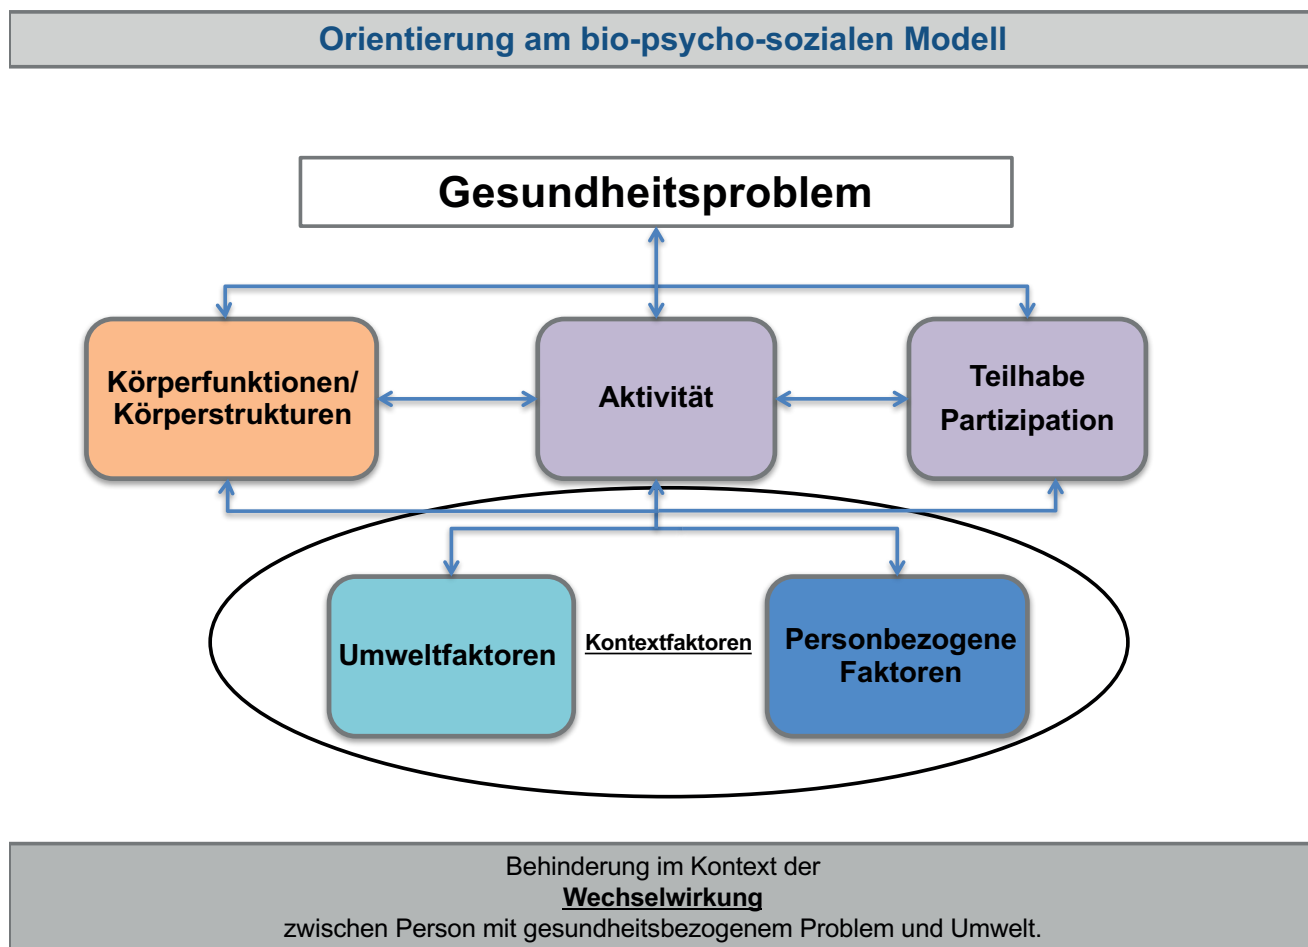 Orientierung am bio-psycho-sozialen Modell
Gesundheitsproblem
Körperfunktionen/
Körperstrukturen
Aktivität
Teilhabe
Partizipation
Umweltfaktoren
Kontextfaktoren
Personbezogene
Faktoren
Behinderung im Kontext der
Wechselwirkung
zwischen Person mit gesundheitsbezogenem Problem und Umwelt.